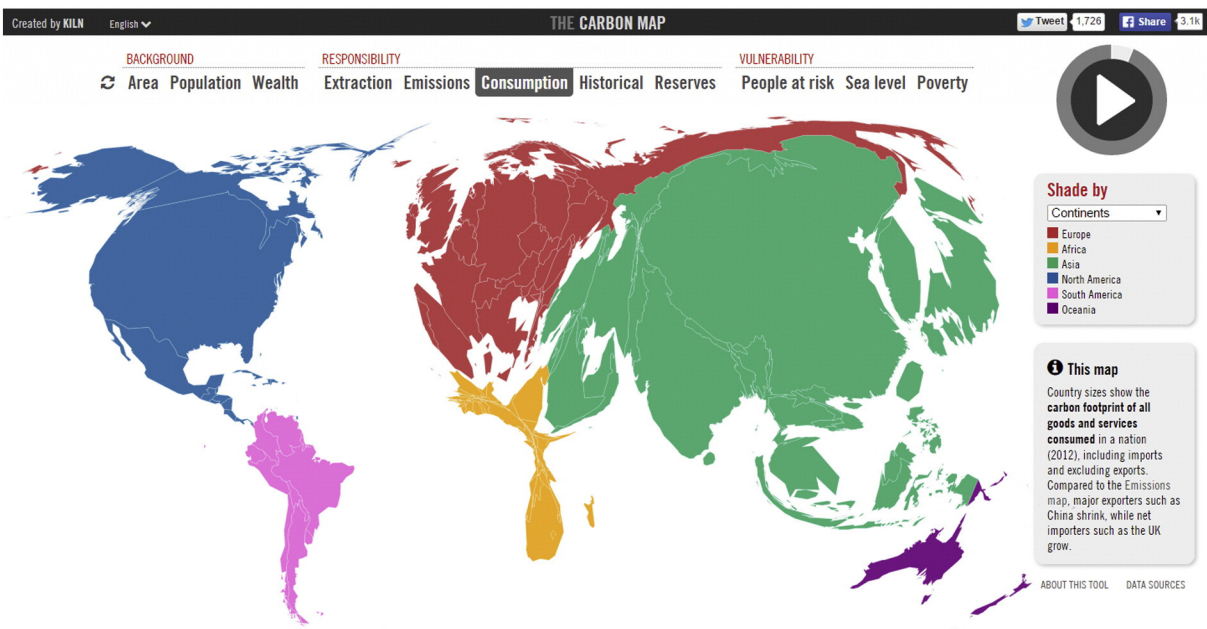 Created by KILN English THE CARBON MAP Tweet 1,726 Share 3.1k
BACKGROUND RESPONSIBILITY VULNERABILITY
Area Population Wealth Extraction Emissions Consumption Historical Reserves People at risk Sea level Poverty
Shade by
Continents
Europe
Africa
Asia
North America
South America
Oceania
This map
Country sizes show the
carbon footprint of all
goods and services
consumed in a nation
(2012), including imports
and excluding exports.
Compared to the Emissions
map, major exporters such as
China shrink, while net
importers such as the UK
grow.
ABOUT THIS TOOL DATA SOURCES